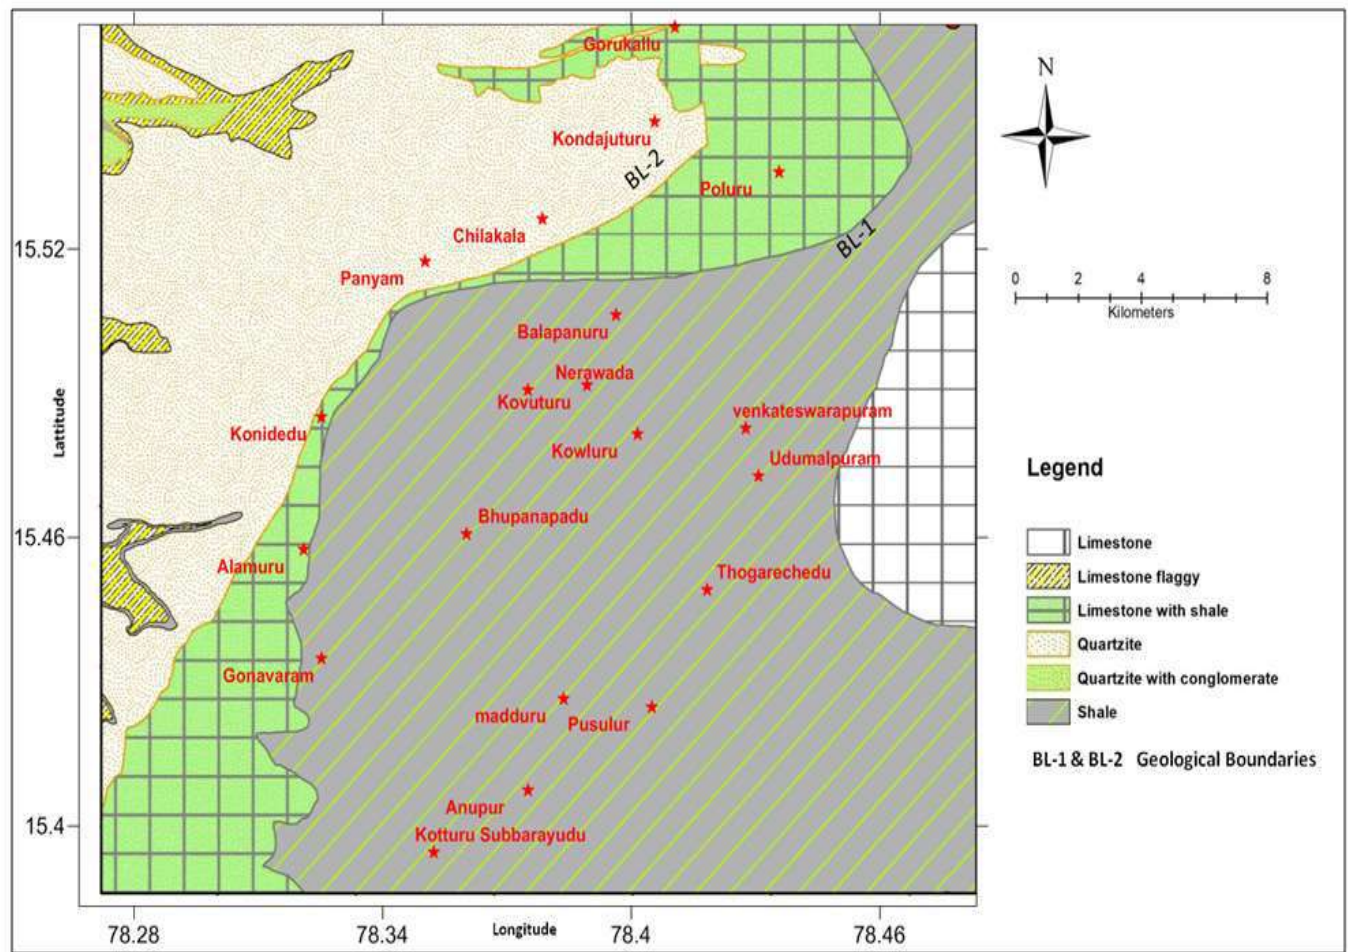 Gorukallu
N
Kondajuturu
BL-2
Poluru
Chilakala
BL-1
15.52
Panyam
0 2 4 8
Kilometers
Balapanuru
Nerawada
Kovuturu
Lattitude
venkateswarapuram
Konidedu
Kowluru
Udumalpuram
Legend
Bhupanapadu
15.46
Limestone
Alamuru
Thogarechedu
Limestone flaggy
Limestone with shale
Quartzite
Gonavaram
Quartzite with conglomerate
madduru
Pusulur
Shale
BL-1 & BL-2 Geological Boundaries
Anupur
15.4
Kotturu Subbarayudu
78.28 78.34 Longitude 78.4 78.46